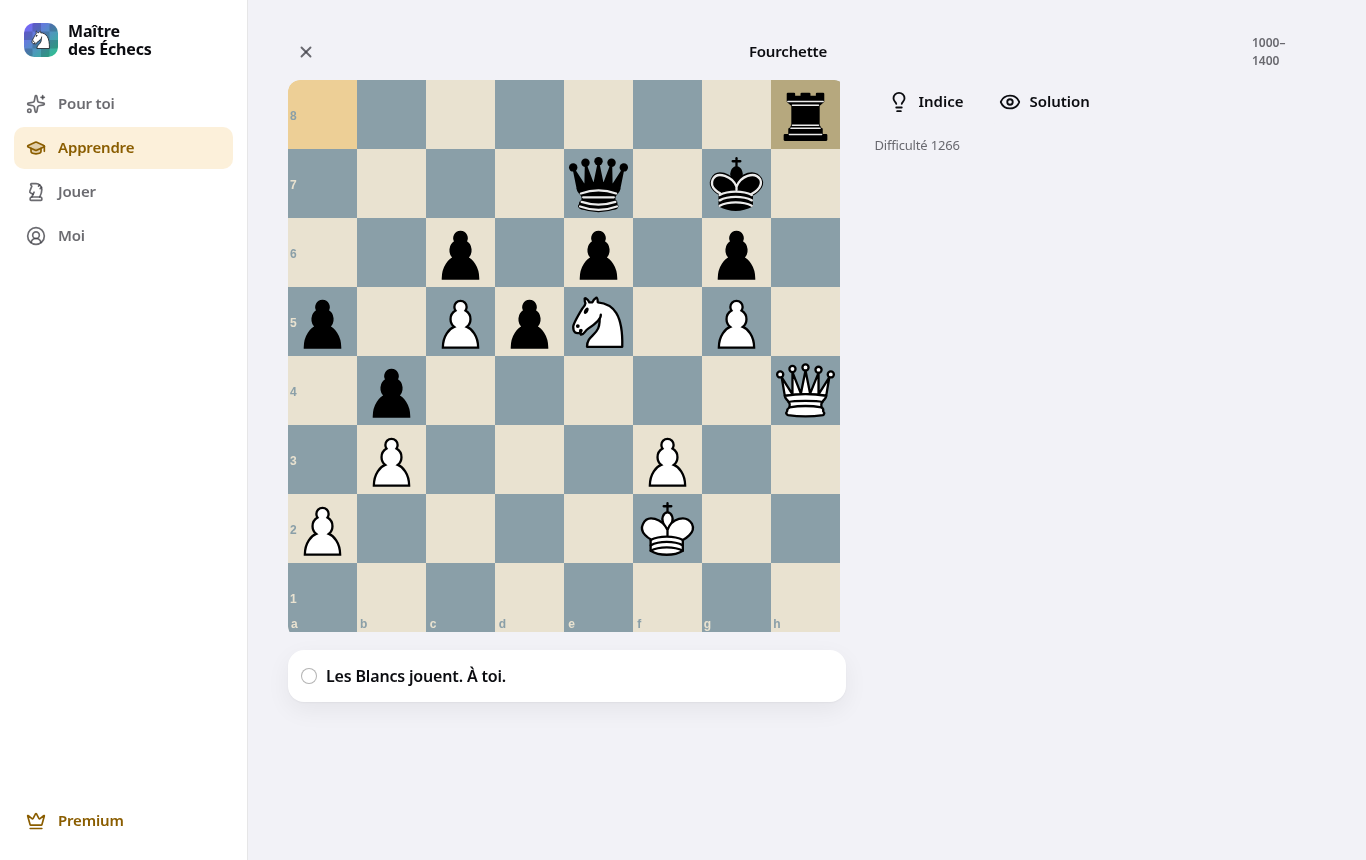 Maître
des Échecs
Pour toi
Apprendre
Jouer
Moi
Premium
Fourchette
1000–
1400
Indice
Solution
Difficulté 1266
8
7
6
5
4
3
2
1
a b c d e f g h
Les Blancs jouent. À toi.